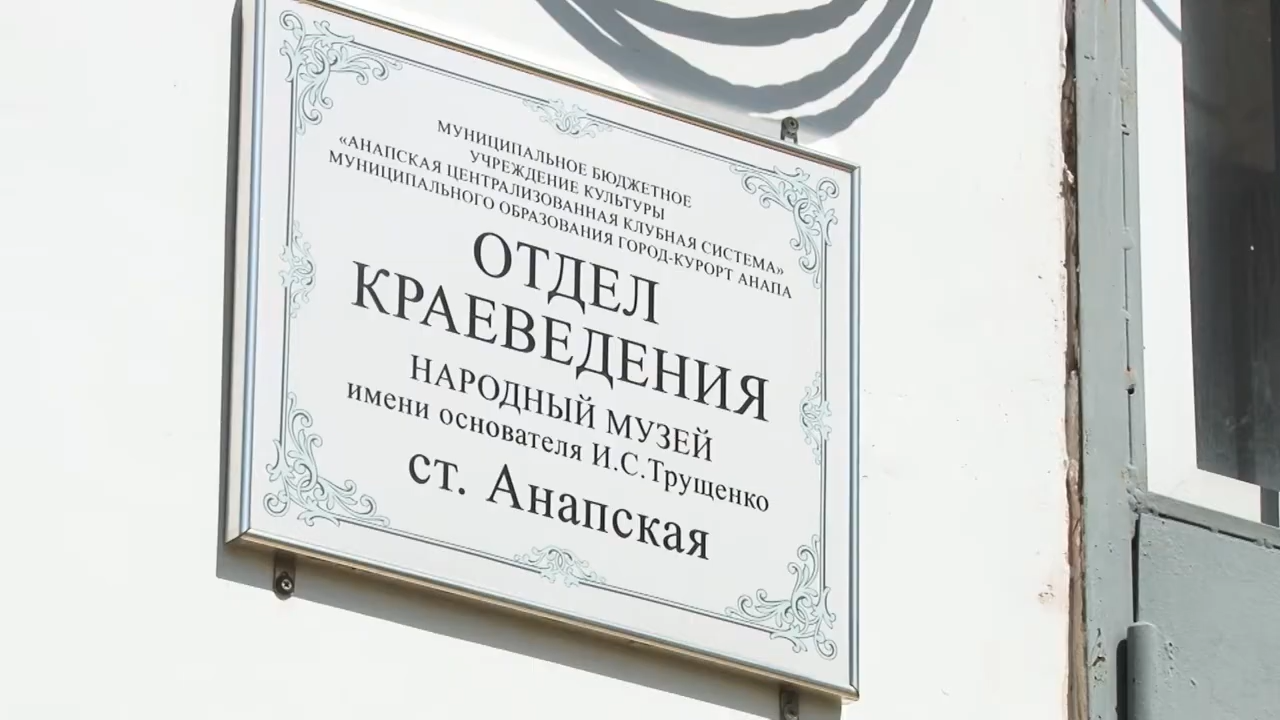 МУНИЦИПАЛЬНОЕ БЮДЖЕТНОЕ
УЧРЕЖДЕНИЕ КУЛЬТУРЫ
«АНАПСКАЯ ЦЕНТРАЛИЗОВАННАЯ КЛУБНАЯ СИСТЕМА»
МУНИЦИПАЛЬНОГО ОБРАЗОВАНИЯ ГОРОД-КУРОРТ АНАПА
ОТДЕЛ
КРАЕВЕДЕНИЯ
НАРОДНЫЙ МУЗЕЙ
имени основателя И.С.Трущенко
ст. Анапская